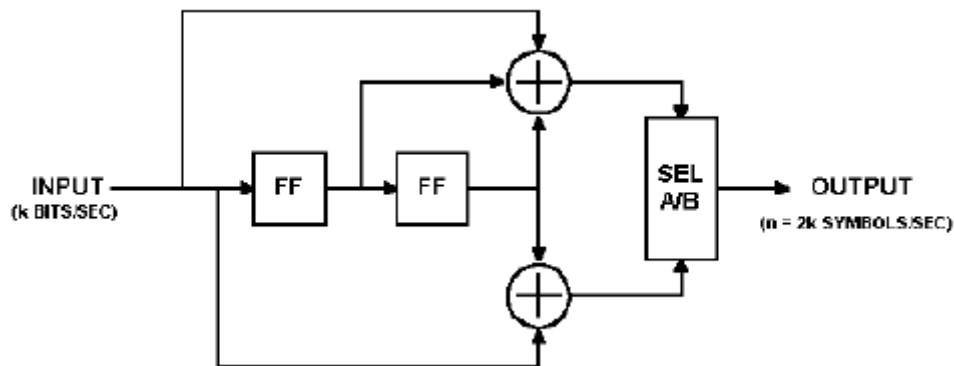 INPUT
(k BITS/SEC)
FF
FF
SEL
A/B
OUTPUT
(n = 2k SYMBOLS/SEC)